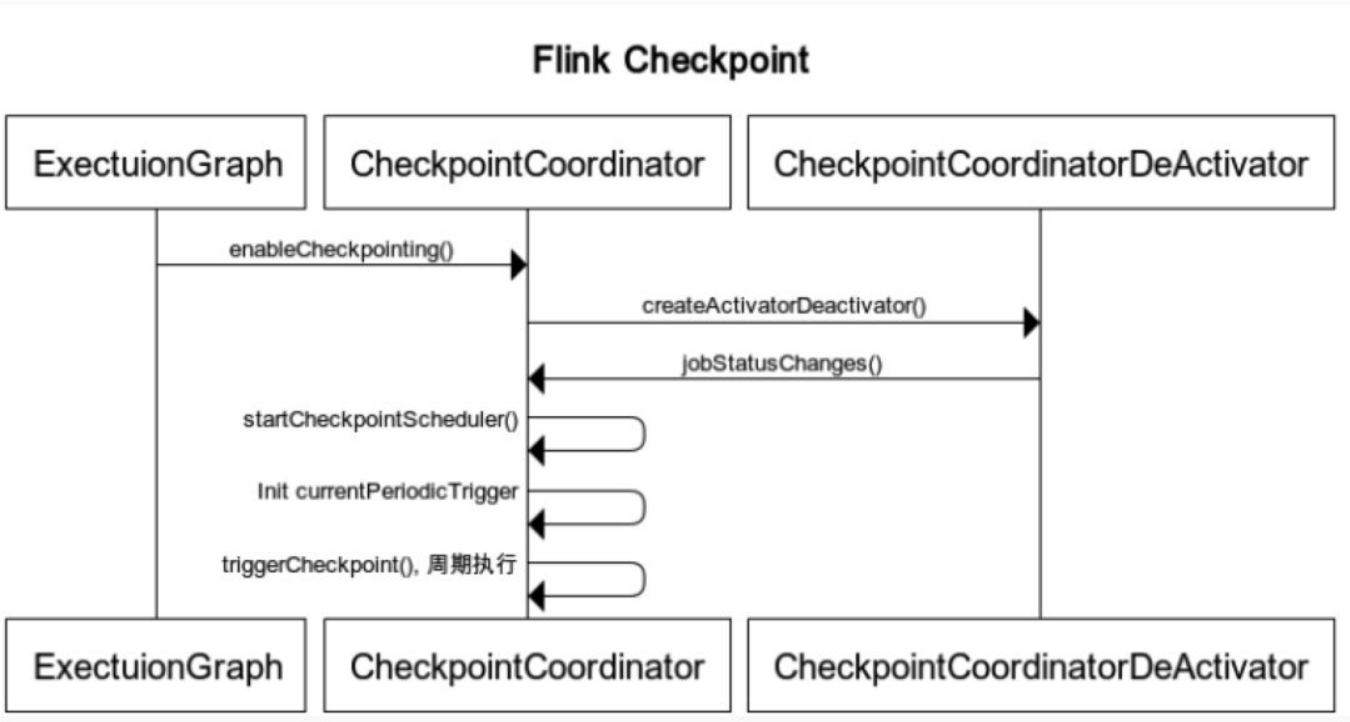 Flink Checkpoint
ExectuionGraph
CheckpointCoordinator
CheckpointCoordinatorDeActivator
enableCheckpointing()
createActivatorDeactivator()
jobStatusChanges()
startCheckpointScheduler()
Init currentPeriodicTrigger
triggerCheckpoint(), 周期执行
ExectuionGraph
CheckpointCoordinator
CheckpointCoordinatorDeActivator